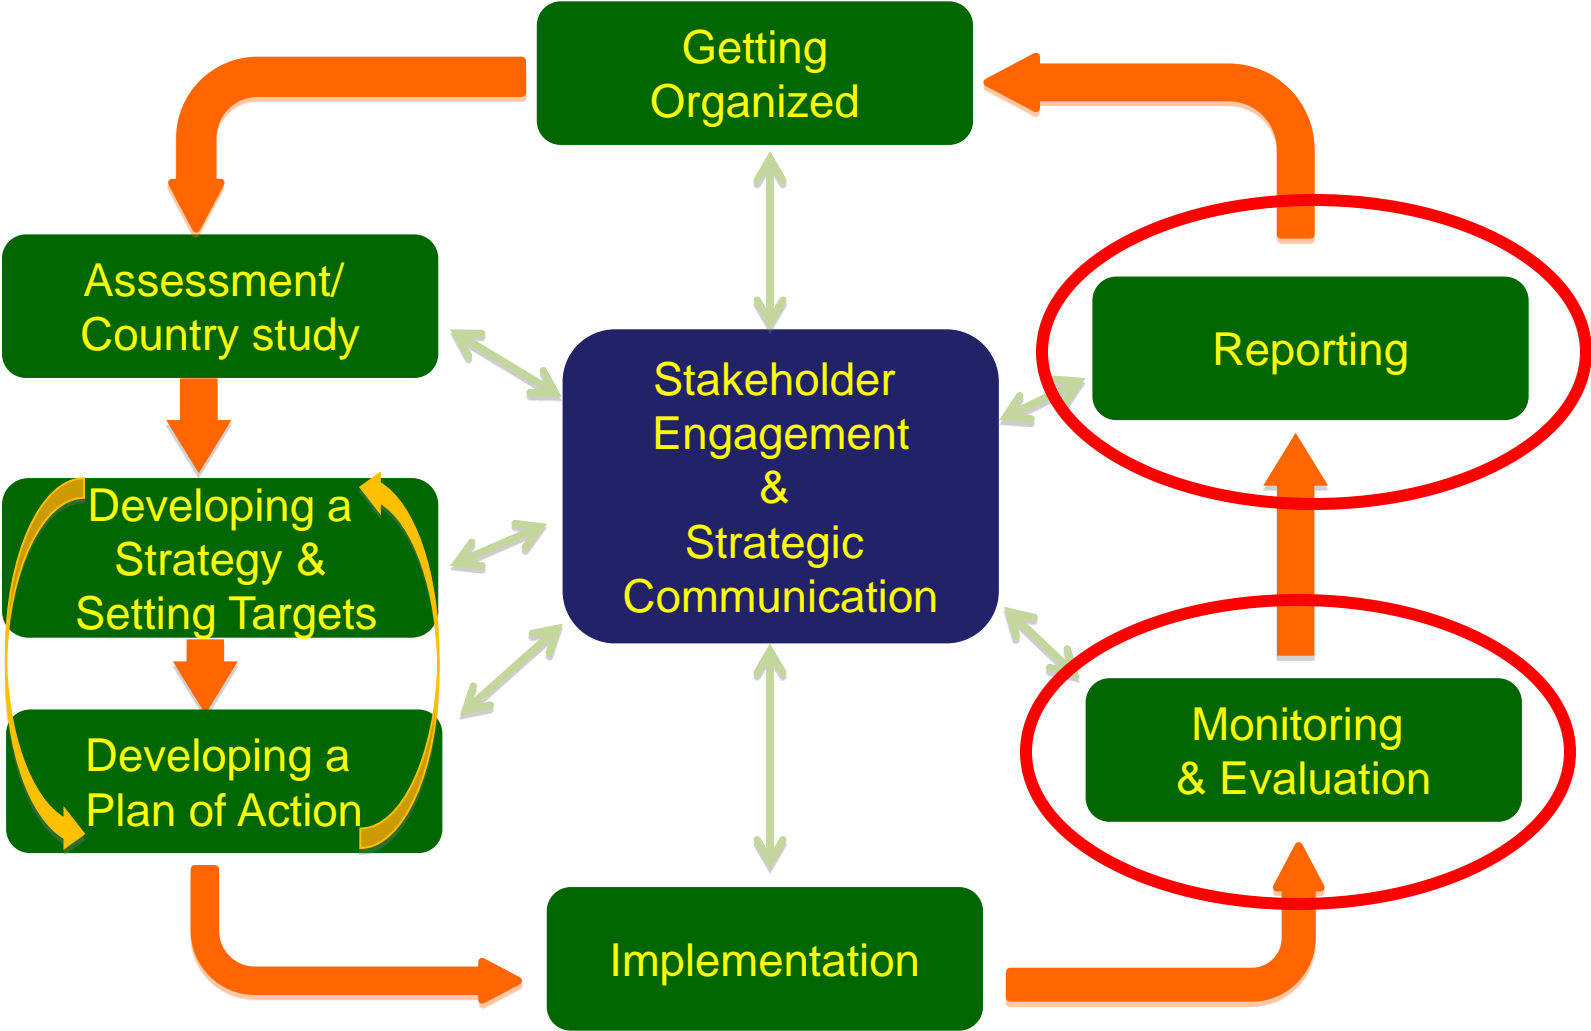 Getting
Organized
Assessment/
Country study
Developing a
Strategy &
Setting Targets
Developing a
Plan of Action
Stakeholder
Engagement
&
Strategic
Communication
Implementation
Reporting
Monitoring
& Evaluation